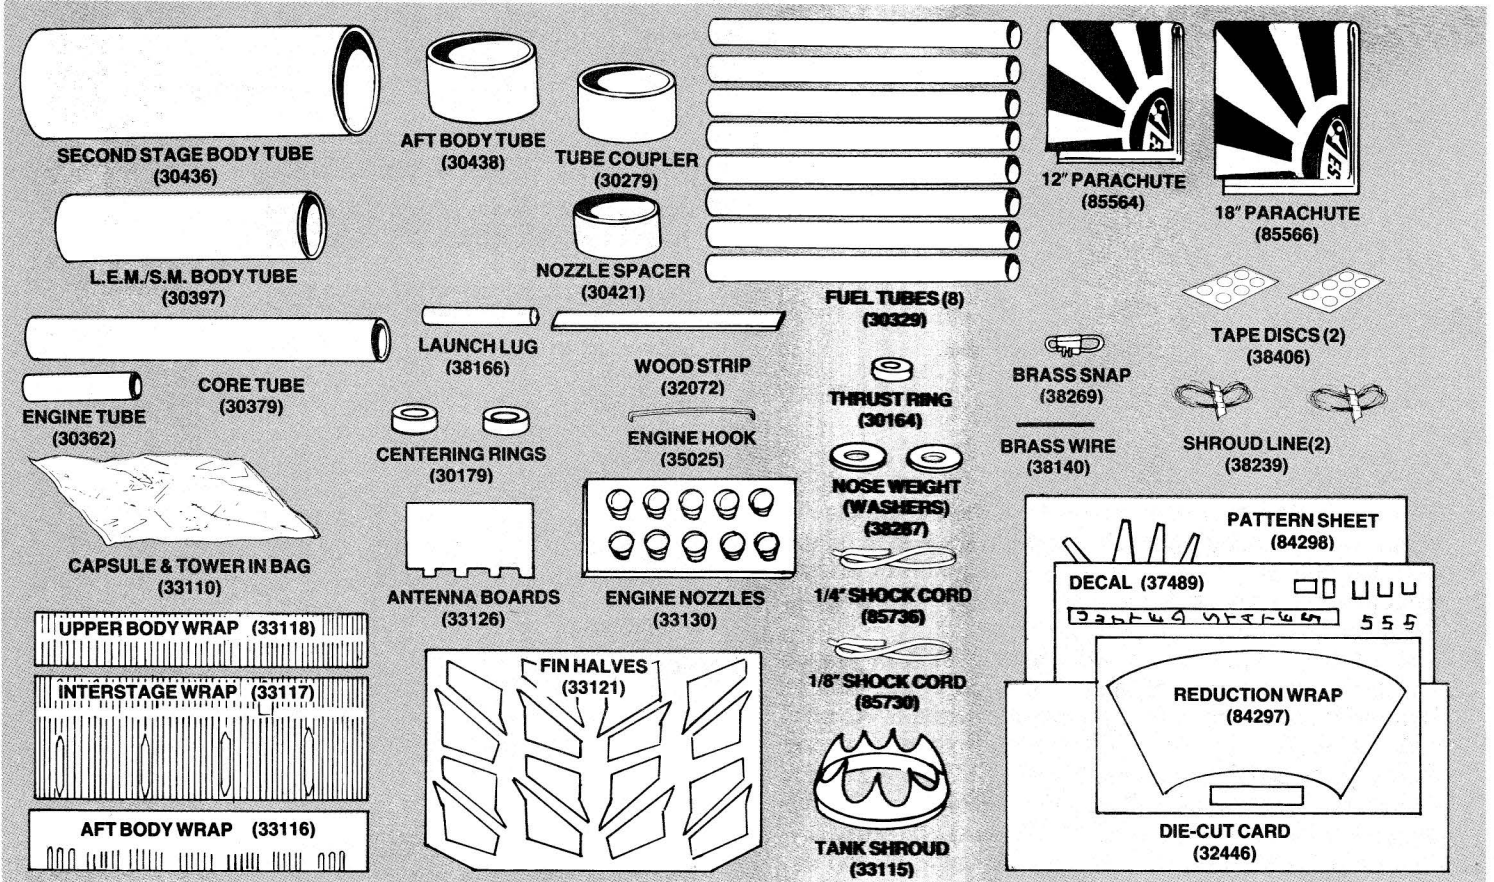 SECOND STAGE BODY TUBE
(30436)
AFT BODY TUBE
(30438)
TUBE COUPLER
(30279)
12" PARACHUTE
(85564)
18" PARACHUTE
(85566)
L.E.M./S.M. BODY TUBE
(30397)
NOZZLE SPACER
(30421)
FUEL TUBES (8)
(30329)
LAUNCH LUG
(38166)
WOOD STRIP
(32072)
TAPE DISCS (2)
(38406)
BRASS SNAP
(38269)
CORE TUBE
(30379)
ENGINE TUBE
(30362)
THRUST RING
(30164)
CENTERING RINGS
(30179)
ENGINE HOOK
(35025)
BRASS WIRE
(38140)
SHROUD LINE(2)
(38239)
NOSE WEIGHT
(WASHERS)
(38287)
CAPSULE & TOWER IN BAG
(33110)
ANTENNA BOARDS
(33126)
ENGINE NOZZLES
(33130)
1/4" SHOCK CORD
(85736)
PATTERN SHEET
(84298)
DECAL (37489)
UNITED STATES
UPPER BODY WRAP (33118)
INTERSTAGE WRAP (33117)
FIN HALVES
(33121)
1/8" SHOCK CORD
(85730)
REDUCTION WRAP
(84297)
AFT BODY WRAP (33116)
TANK SHROUD
(33115)
DIE-CUT CARD
(32446)